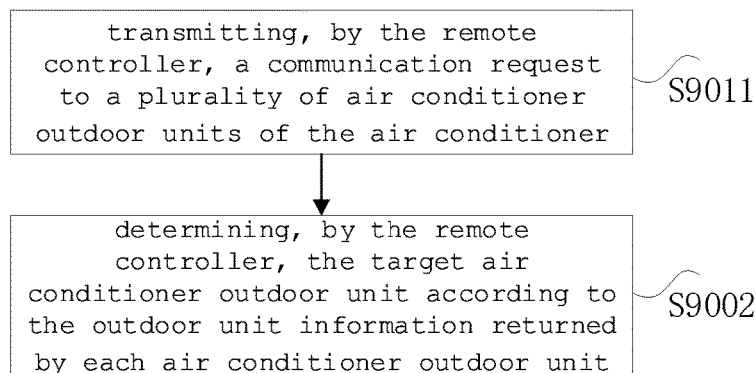 transmitting, by the remote
controller, a communication request
to a plurality of air conditioner
outdoor units of the air conditioner
S9011
determining, by the remote
controller, the target air
conditioner outdoor unit according to
the outdoor unit information returned
by each air conditioner outdoor unit
S9002